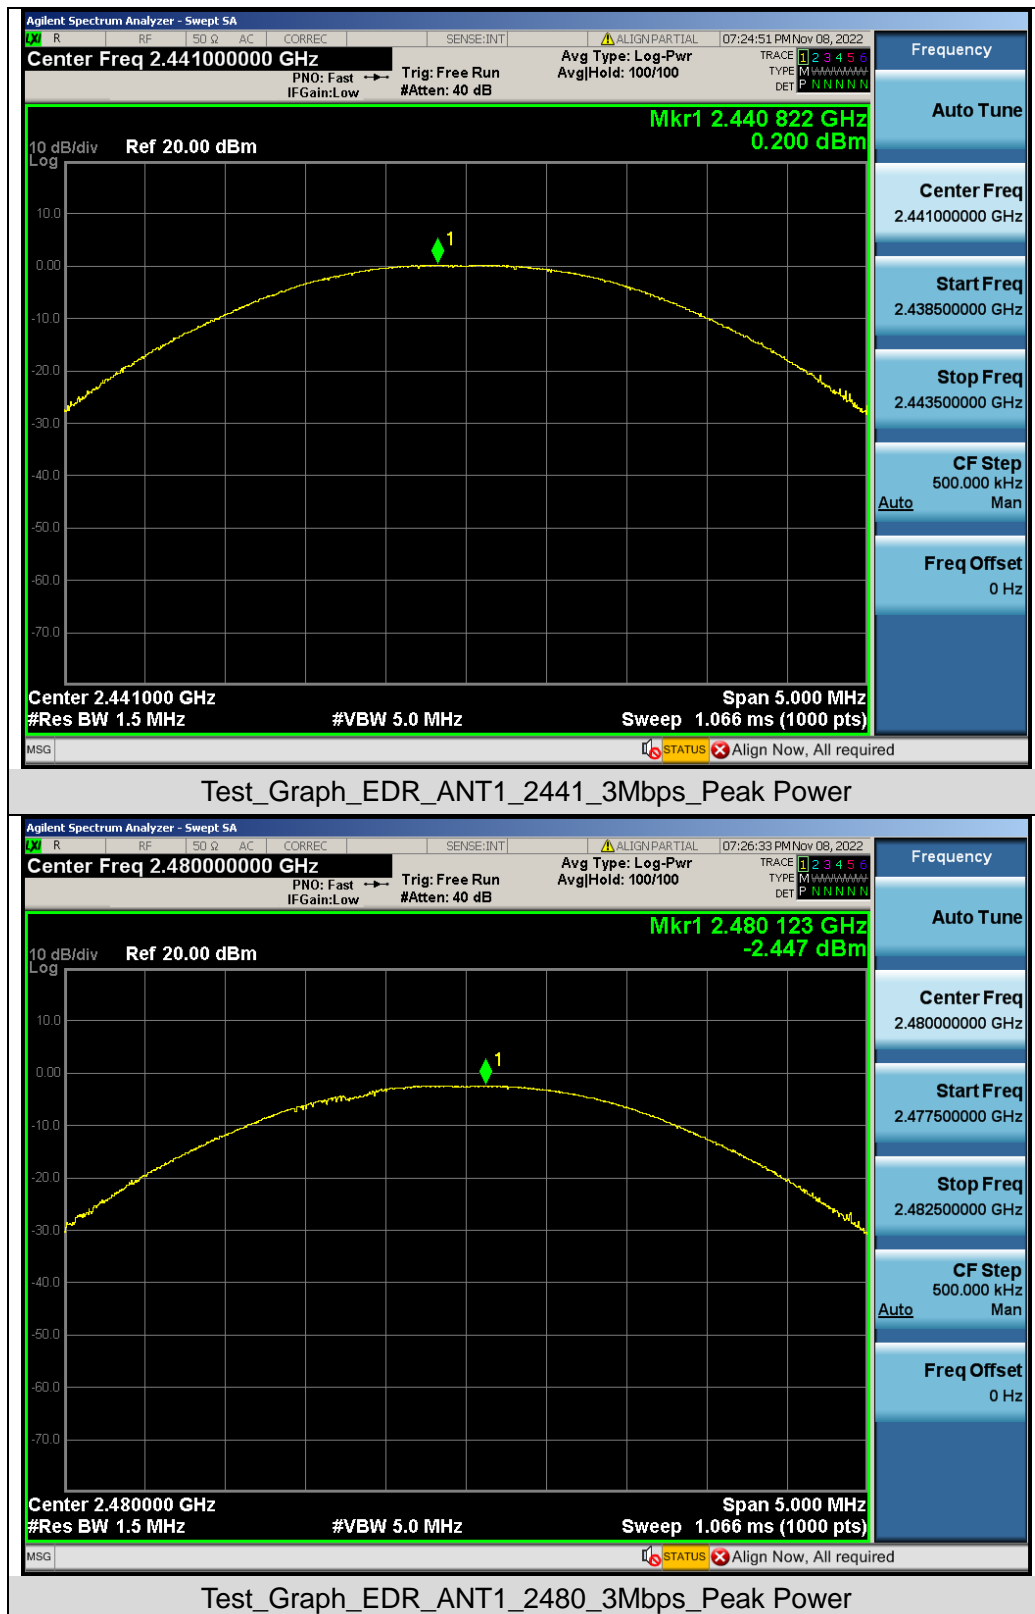 Agilent Spectrum Analyzer - Swept SA
LXI R RF 50 Ω AC CORREC SENSE:INT ALIGN PARTIAL 07:24:51 PM Nov 08, 2022
Center Freq 2.441000000 GHz
PNO: Fast
IFGain:Low
Trig: Free Run
#Atten: 40 dB
Avg Type: Log-Pwr
Avg|Hold: 100/100
TRACE 1 2 3 4 5 6
TYPE M WWWWW
DET P N N N N N
Mkr1 2.440 822 GHz
0.200 dBm
10 dB/div Ref 20.00 dBm
Log
10.0
1
0.00
-10.0
-20.0
-30.0
-40.0
-50.0
-60.0
-70.0
Center 2.441000 GHz Span 5.000 MHz
#Res BW 1.5 MHz #VBW 5.0 MHz Sweep 1.066 ms (1000 pts)
MSG STATUS Align Now, All required
Frequency
Auto Tune
Center Freq
2.441000000 GHz
Start Freq
2.438500000 GHz
Stop Freq
2.443500000 GHz
CF Step
500.000 kHz
Auto Man
Freq Offset
0 Hz
Test_Graph_EDR_ANT1_2441_3Mbps_Peak Power
Agilent Spectrum Analyzer - Swept SA
LXI R RF 50 Ω AC CORREC SENSE:INT ALIGN PARTIAL 07:26:33 PM Nov 08, 2022
Center Freq 2.480000000 GHz
PNO: Fast
IFGain:Low
Trig: Free Run
#Atten: 40 dB
Avg Type: Log-Pwr
Avg|Hold: 100/100
TRACE 1 2 3 4 5 6
TYPE M WWWWW
DET P N N N N N
Mkr1 2.480 123 GHz
-2.447 dBm
10 dB/div Ref 20.00 dBm
Log
10.0
1
0.00
-10.0
-20.0
-30.0
-40.0
-50.0
-60.0
-70.0
Center 2.480000 GHz Span 5.000 MHz
#Res BW 1.5 MHz #VBW 5.0 MHz Sweep 1.066 ms (1000 pts)
MSG STATUS Align Now, All required
Frequency
Auto Tune
Center Freq
2.480000000 GHz
Start Freq
2.477500000 GHz
Stop Freq
2.482500000 GHz
CF Step
500.000 kHz
Auto Man
Freq Offset
0 Hz
Test_Graph_EDR_ANT1_2480_3Mbps_Peak Power